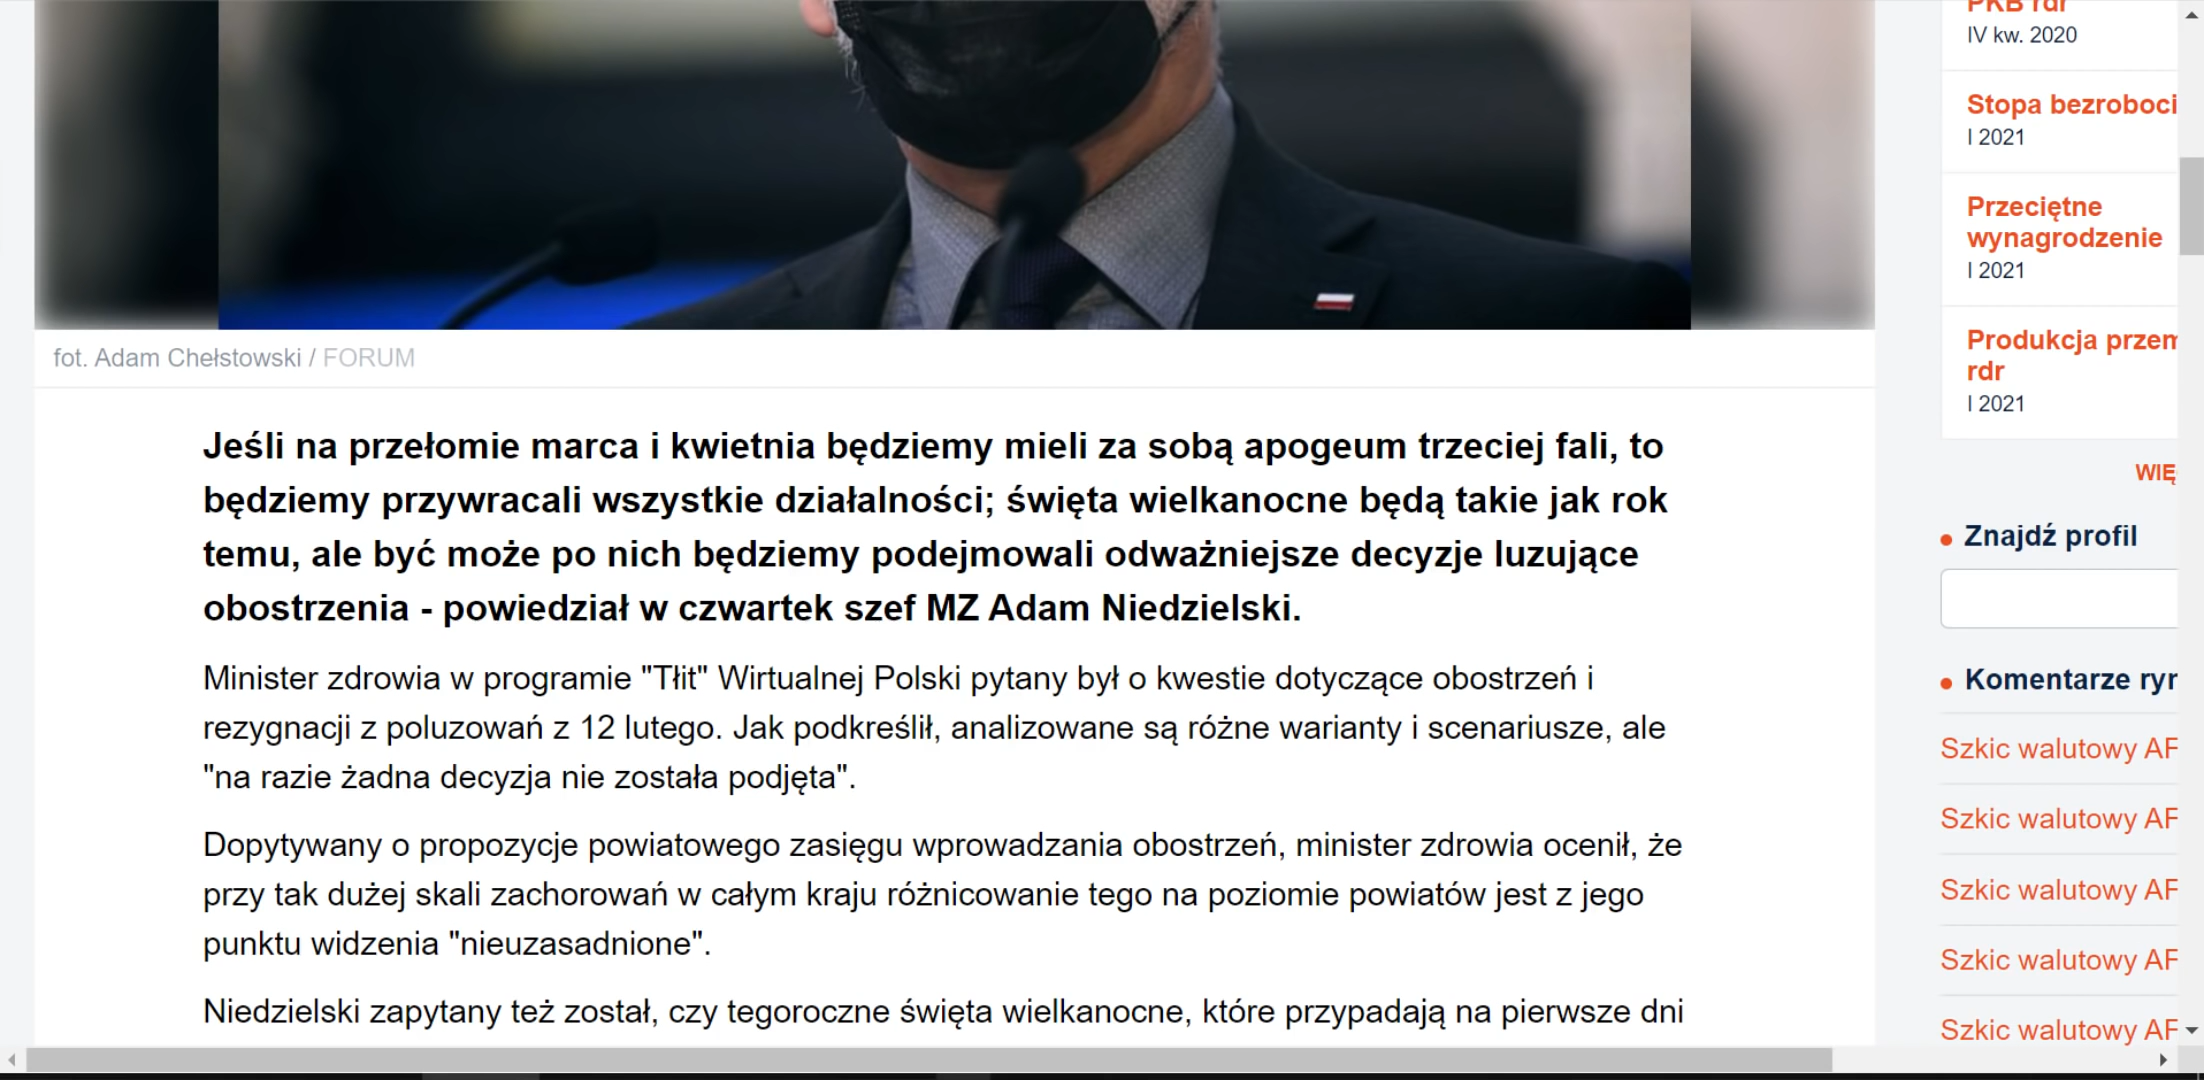 fot. Adam Chełstowski / FORUM
Jeśli na przełomie marca i kwietnia będziemy mieli za sobą apogeum trzeciej fali, to
będziemy przywracali wszystkie działalności; święta wielkanocne będą takie jak rok
temu, ale być może po nich będziemy podejmowali odważniejsze decyzje luzujące
obostrzenia - powiedział w czwartek szef MZ Adam Niedzielski.
Minister zdrowia w programie "Tłit" Wirtualnej Polski pytany był o kwestie dotyczące obostrzeń i
rezygnacji z poluzowań z 12 lutego. Jak podkreślił, analizowane są różne warianty i scenariusze, ale
"na razie żadna decyzja nie została podjęta".
Dopytywany o propozycje powiatowego zasięgu wprowadzania obostrzeń, minister zdrowia ocenił, że
przy tak dużej skali zachorowań w całym kraju różnicowanie tego na poziomie powiatów jest z jego
punktu widzenia "nieuzasadnione".
Niedzielski zapytany też został, czy tegoroczne święta wielkanocne, które przypadają na pierwsze dni
PKB rdr
IV kw. 2020
Stopa bezroboci
I 2021
Przeciętne
wynagrodzenie
I 2021
Produkcja przem
rdr
I 2021
WIĘ
Znajdź profil
Komentarze ryn
Szkic walutowy AF
Szkic walutowy AF
Szkic walutowy AF
Szkic walutowy AF
Szkic walutowy AF